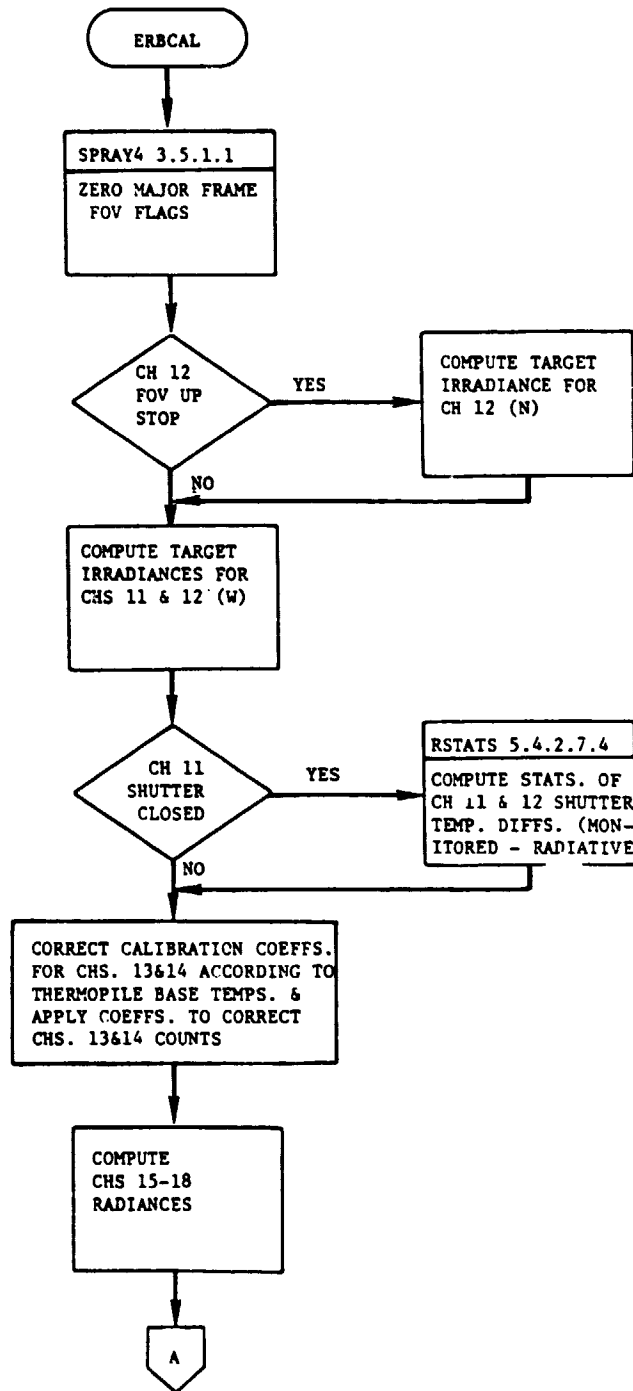 ERBCAL
SPRAY4 3.5.1.1
ZERO MAJOR FRAME
FOV FLAGS
CH 12
FOV UP
STOP
YES
COMPUTE TARGET
IRRADIANCE FOR
CH 12 (N)
NO
COMPUTE TARGET
IRRADIANCES FOR
CHS 11 & 12 (W)
CH 11
SHUTTER
CLOSED
YES
RSTATS 5.4.2.7.4
COMPUTE STATS. OF
CH 11 & 12 SHUTTER
TEMP. DIFFS. (MON-
ITORED - RADIATIVE
NO
CORRECT CALIBRATION COEFFS.
FOR CHS. 13&14 ACCORDING TO
THERMOPILE BASE TEMPS. &
APPLY COEFFS. TO CORRECT
CHS. 13&14 COUNTS
COMPUTE
CHS 15-18
RADIANCES
A